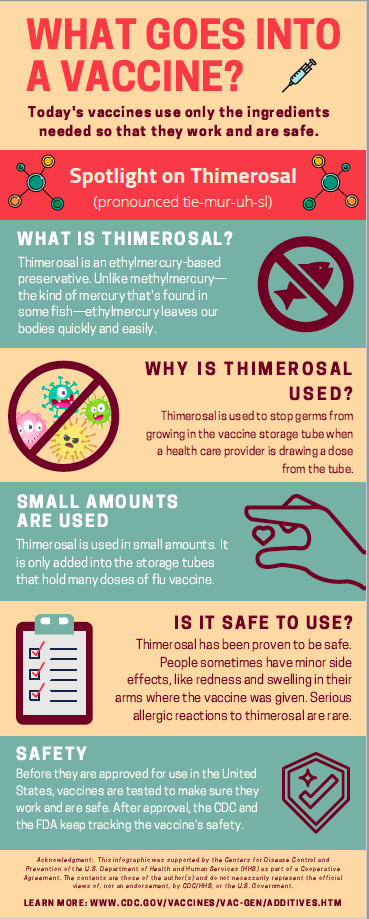 WHAT GOES INTO
A VACCINE?
Today's vaccines use only the ingredients
needed so that they work and are safe.
Spotlight on Thimerosal
(pronounced tie-mur-uh-sl)
WHAT IS THIMEROSAL?
Thimerosal is an ethylmercury-based
preservative. Unlike methylmercury—
the kind of mercury that's found in
some fish—ethylmercury leaves our
bodies quickly and easily.
WHY IS THIMEROSAL
USED?
Thimerosal is used to stop germs from
growing in the vaccine storage tube when
a health care provider is drawing a dose
from the tube.
SMALL AMOUNTS
ARE USED
Thimerosal is used in small amounts. It
is only added into the storage tubes
that hold many doses of flu vaccine.
IS IT SAFE TO USE?
Thimerosal has been proven to be safe.
People sometimes have minor side
effects, like redness and swelling in their
arms where the vaccine was given. Serious
allergic reactions to thimerosal are rare.
SAFETY
Before they are approved for use in the United
States, vaccines are tested to make sure they
work and are safe. After approval, the CDC and
the FDA keep tracking the vaccine's safety.
Acknowledgment: This infographic was supported by the Centers for Disease Control and
Prevention of the U.S. Department of Health and Human Services (HHS) as part of a Cooperative
Agreement. The contents are those of the author(s) and do not necessarily represent the official
views of, nor an endorsement, by CDC/HHS, or the U.S. Government.
LEARN MORE: WWW.CDC.GOV/VACCINES/VAC-GEN/ADDITIVES.HTM